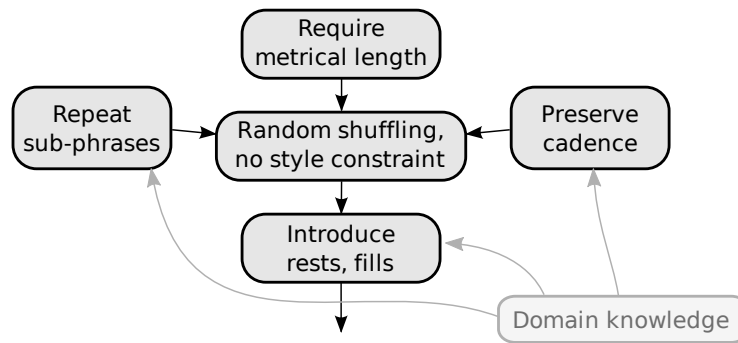 Require
metrical length
Repeat
sub-phrases
Random shuffling,
no style constraint
Preserve
cadence
Introduce
rests, fills
Domain knowledge